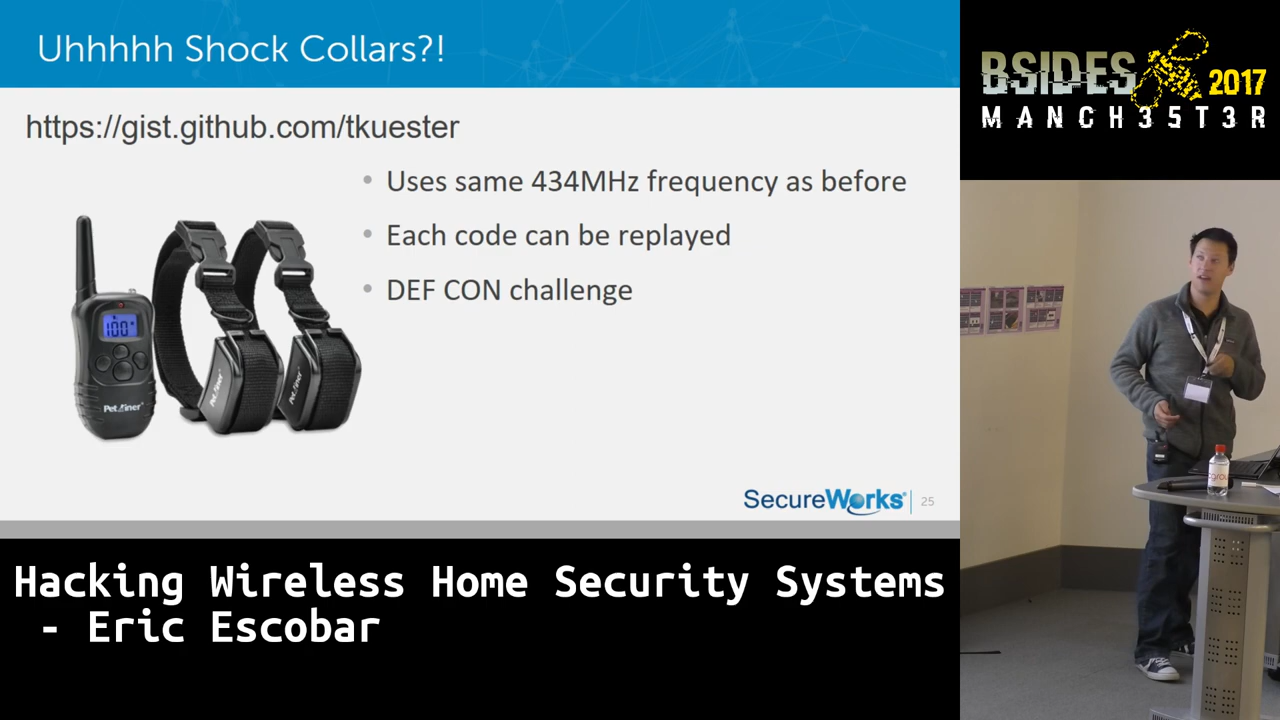 Uhhhhh Shock Collars?!
https://gist.github.com/tkuester
• Uses same 434MHz frequency as before
• Each code can be replayed
• DEF CON challenge
100
SecureWorks
25
BSIDES 2017
MANCH35T3R
Hacking Wireless Home Security Systems
- Eric Escobar